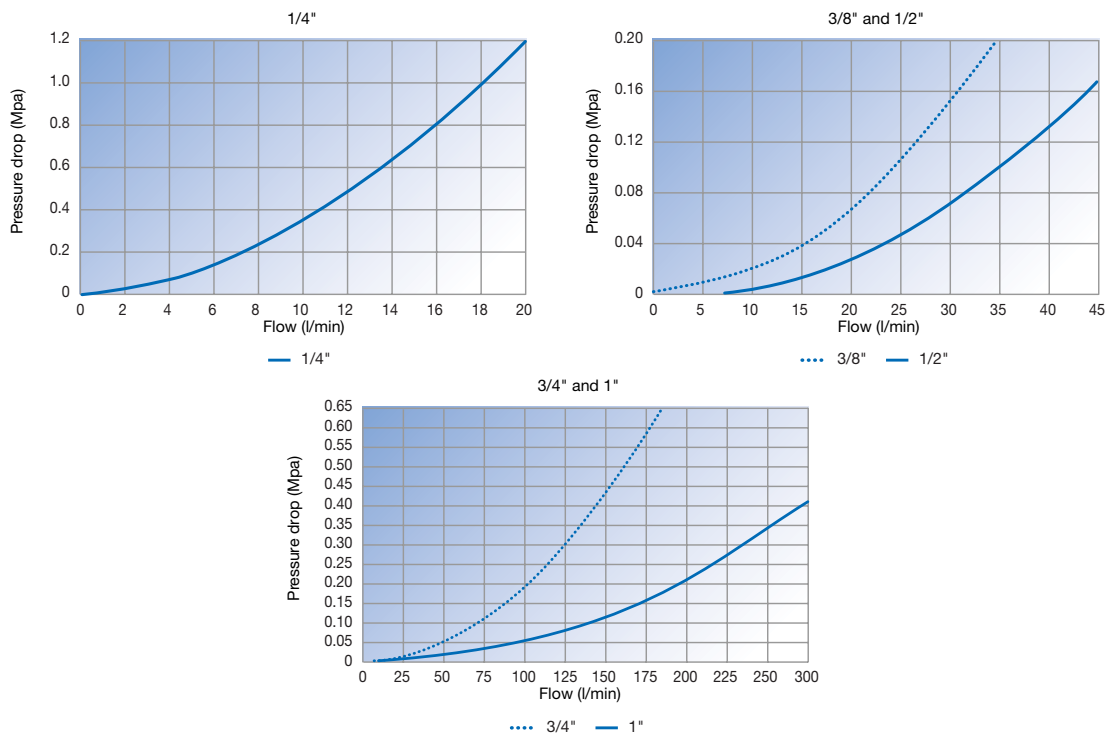 1/4"
Pressure drop (Mpa)
1.2
1.0
0.8
0.6
0.4
0.2
0
0 2 4 6 8 10 12 14 16 18 20
Flow (l/min)
1/4"
3/8" and 1/2"
Pressure drop (Mpa)
0.20
0.16
0.12
0.08
0.04
0
0 5 10 15 20 25 30 35 40 45
Flow (l/min)
3/8" 1/2"
3/4" and 1"
Pressure drop (Mpa)
0.65
0.60
0.55
0.50
0.40
0.35
0.30
0.25
0.20
0.15
0.10
0.05
0
0 25 50 75 100 125 150 175 200 225 250 300
Flow (l/min)
3/4" 1"